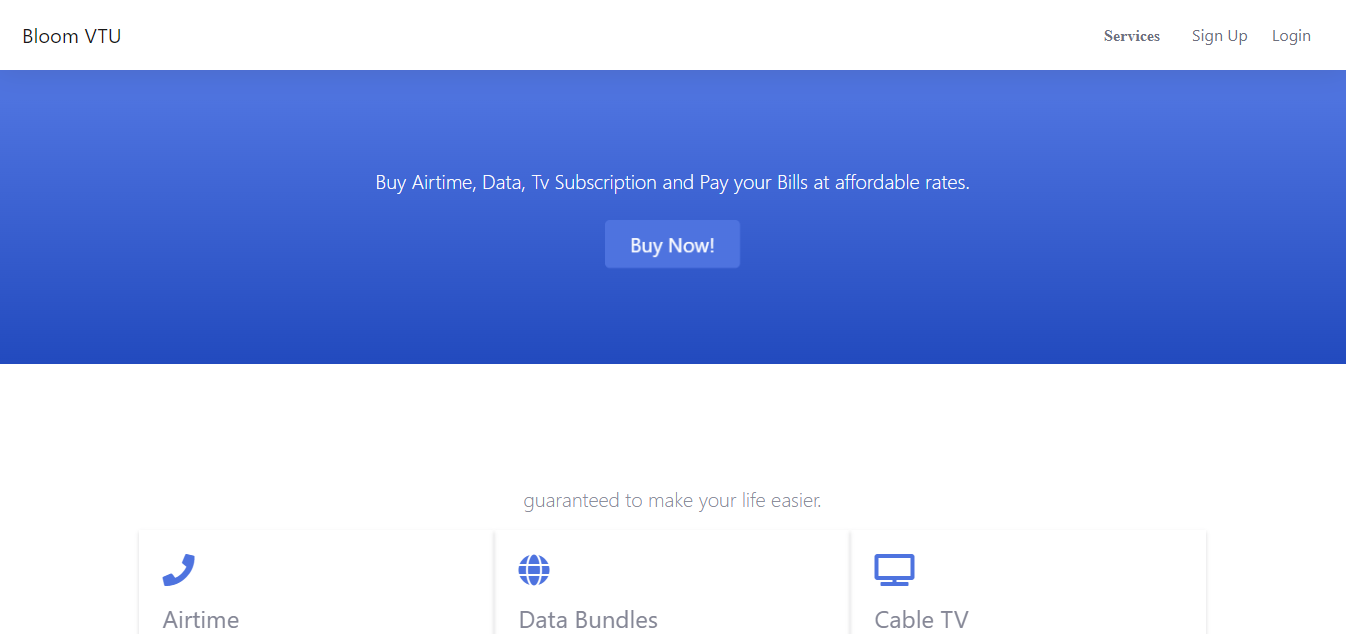 Bloom VTU
Services Sign Up Login
Buy Airtime, Data, Tv Subscription and Pay your Bills at affordable rates.
Buy Now!
guaranteed to make your life easier.
Airtime
Data Bundles
Cable TV